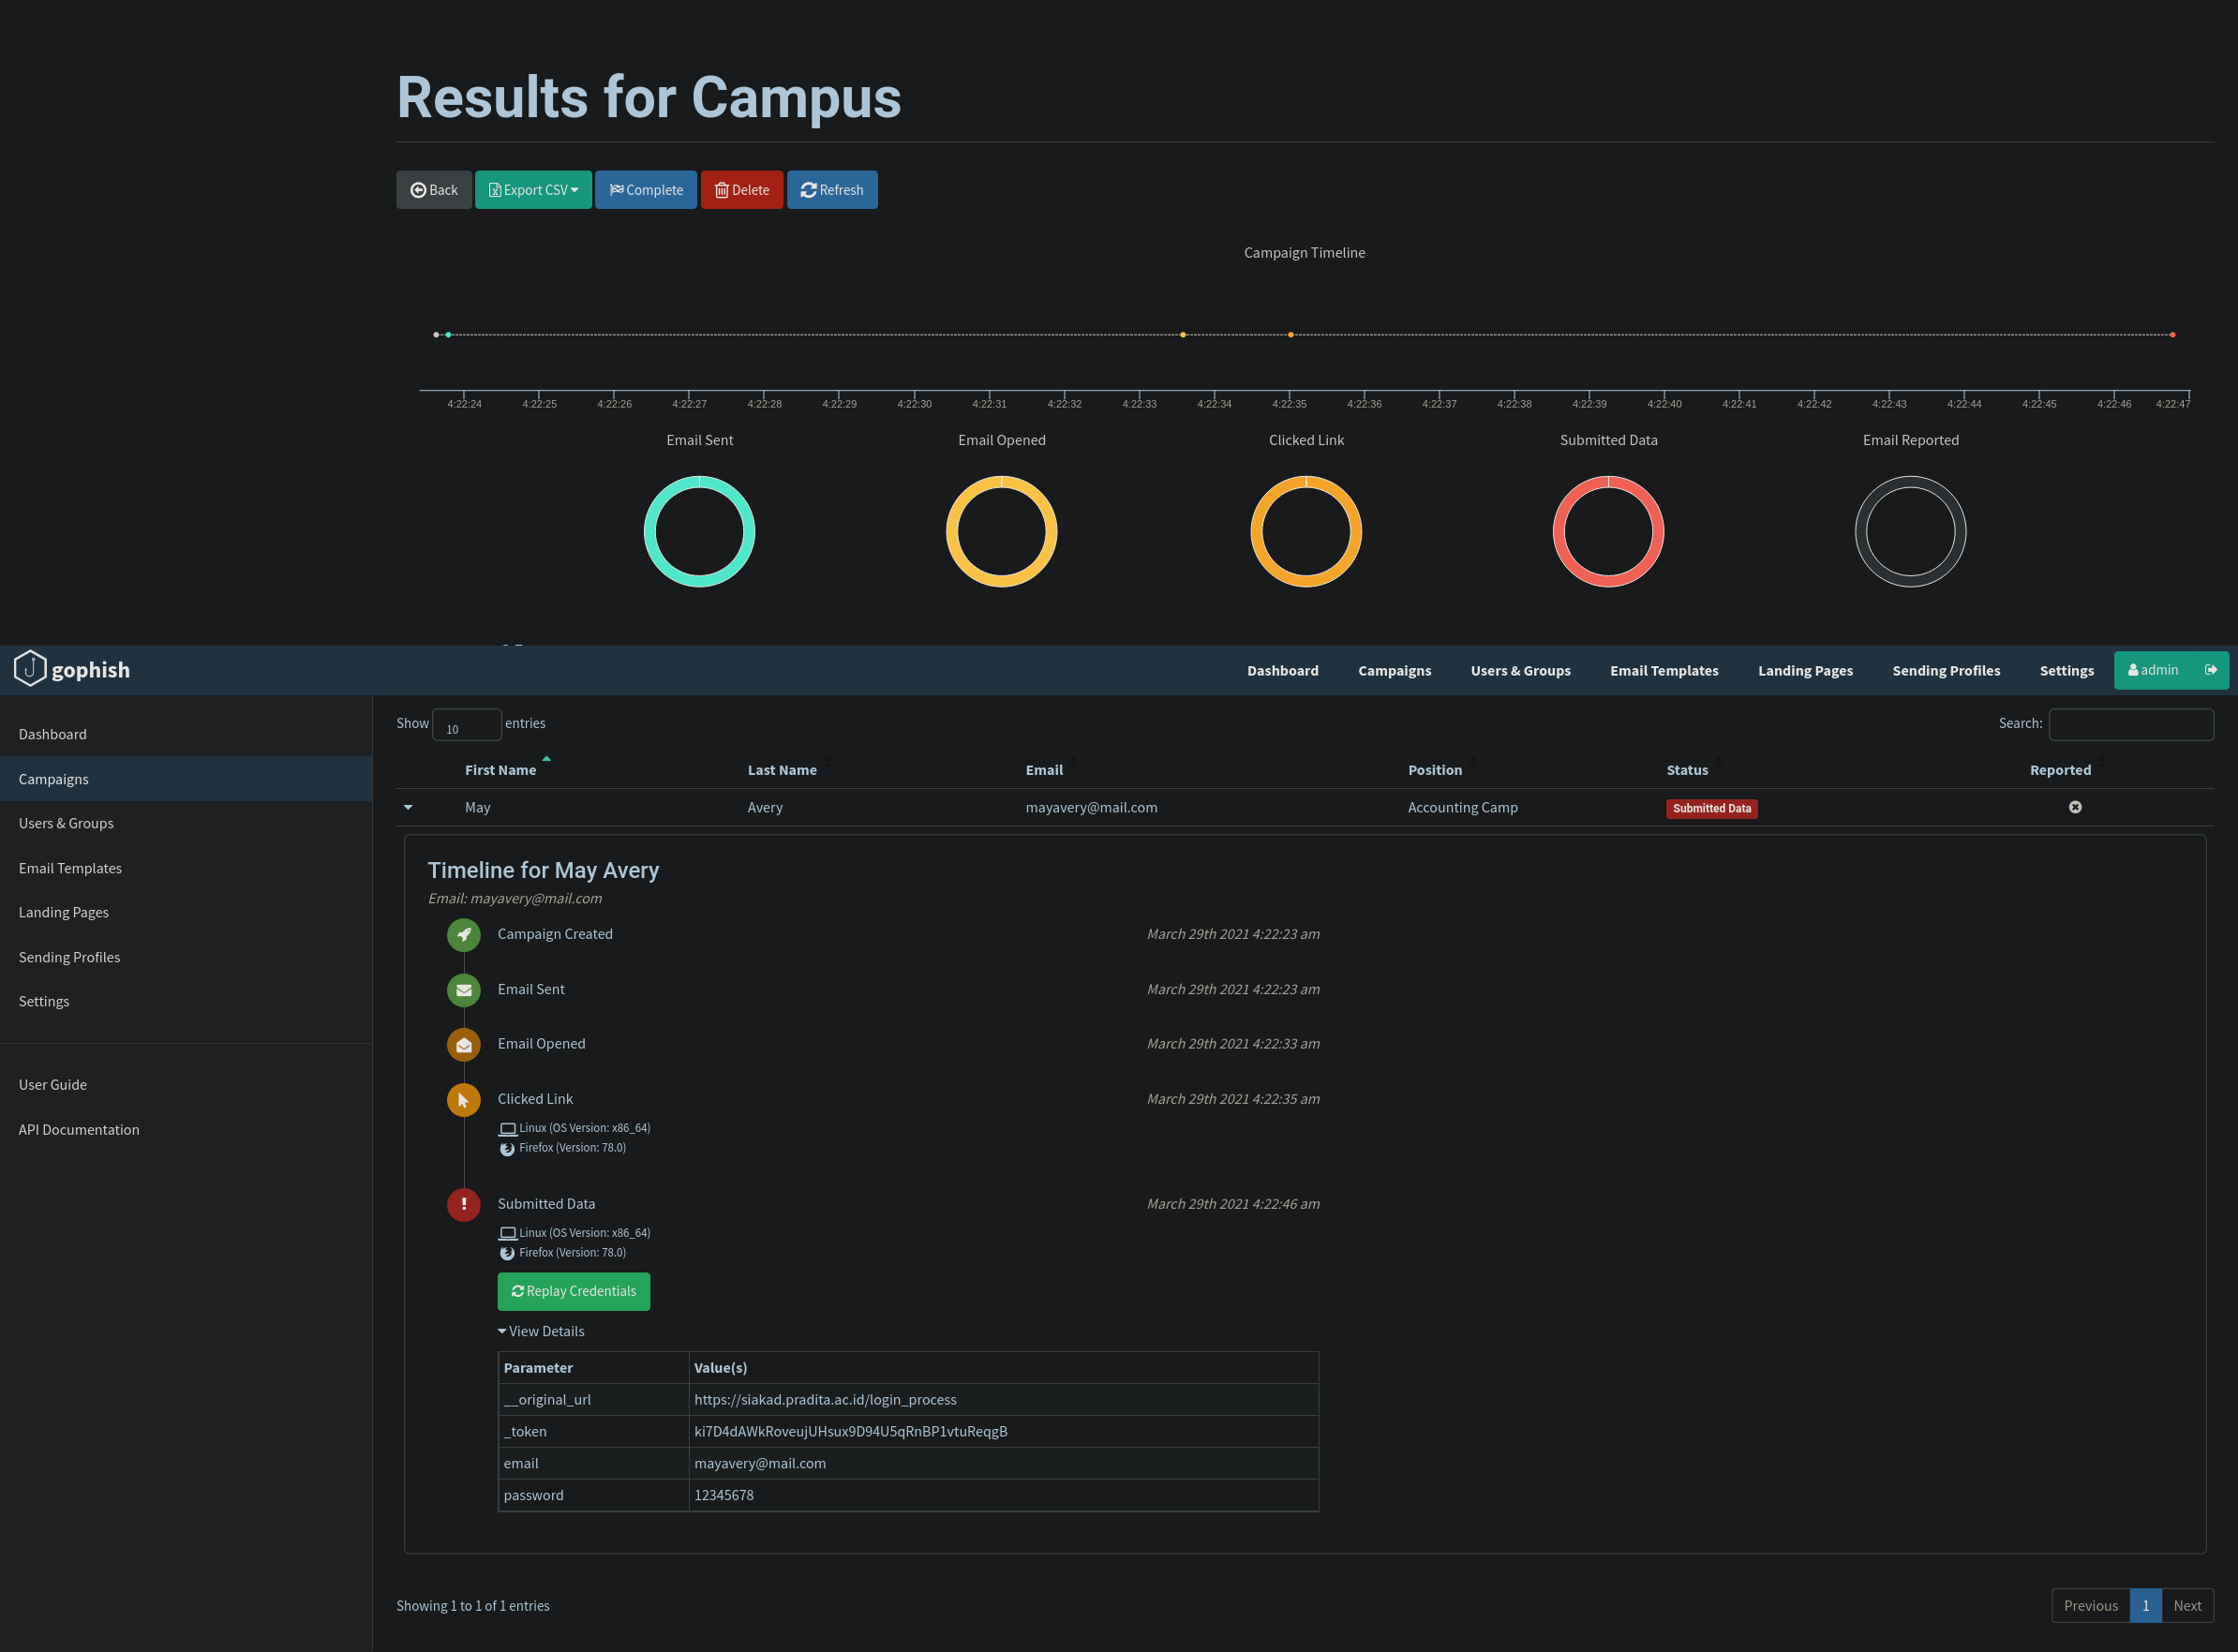 Results for Campus
Back Export CSV Complete Delete Refresh
Campaign Timeline
4:22:24 4:22:25 4:22:26 4:22:27 4:22:28 4:22:29 4:22:30 4:22:31 4:22:32 4:22:33 4:22:34 4:22:35 4:22:36 4:22:37 4:22:38 4:22:39 4:22:40 4:22:41 4:22:42 4:22:43 4:22:44 4:22:45 4:22:46 4:22:47
Email Sent Email Opened Clicked Link Submitted Data Email Reported
gophish Dashboard Campaigns Users & Groups Email Templates Landing Pages Sending Profiles Settings admin
Dashboard
Campaigns
Users & Groups
Email Templates
Landing Pages
Sending Profiles
Settings
User Guide
API Documentation
Show 10 entries Search:
First Name Last Name Email Position Status Reported
May Avery mayavery@mail.com Accounting Camp Submitted Data
Timeline for May Avery
Email: mayavery@mail.com
Campaign Created March 29th 2021 4:22:23 am
Email Sent March 29th 2021 4:22:23 am
Email Opened March 29th 2021 4:22:33 am
Clicked Link March 29th 2021 4:22:35 am
Linux (OS Version: x86_64)
Firefox (Version: 78.0)
Submitted Data March 29th 2021 4:22:46 am
Linux (OS Version: x86_64)
Firefox (Version: 78.0)
Replay Credentials
View Details
Parameter Value(s)
__original_url https://siakad.pradita.ac.id/login_process
_token ki7D4dAWkRoveujUHsux9D94U5qRnBP1vtuReqgB
email mayavery@mail.com
password 12345678
Showing 1 to 1 of 1 entries Previous 1 Next